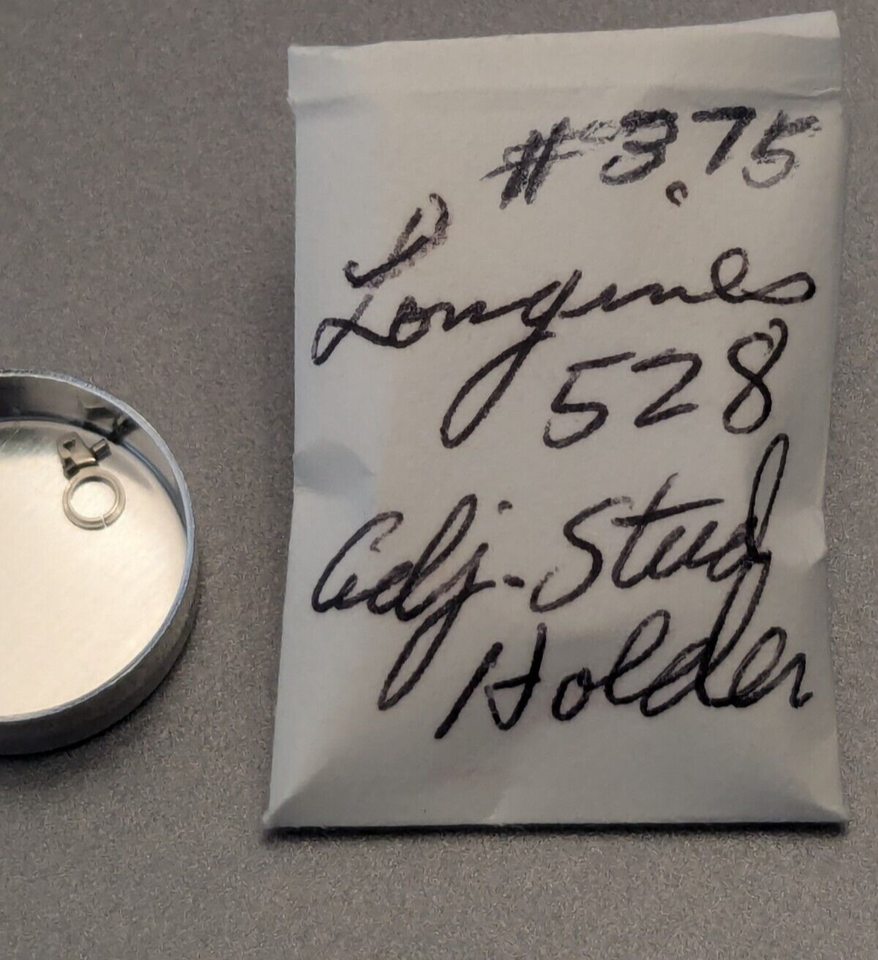 #3.75
Longines
528
Adj-Stud
Holder